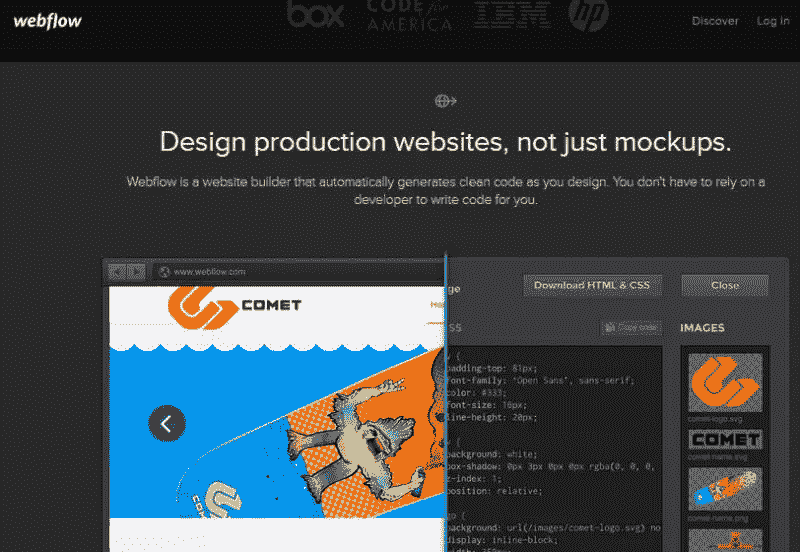 webflow
box
CODE for
AMERICA
IBM
hp
Discover
Log in
Design production websites, not just mockups.
Webflow is a website builder that automatically generates clean code as you design. You don't have to rely on a
developer to write code for you.
www.webflow.com
Download HTML & CSS
Close
COMET
SS
Copy code
IMAGES
padding-top: 81px;
font-family: "Open Sans", sans-serif;
color: #333;
font-size: 16px;
line-height: 20px;
background: white;
box-shadow: 0px 3px 0px 0px rgba(0, 0, 0,
z-index: 1;
position: relative;
background: url(/images/comet-logo.svg) no
display: inline-block;
comet-logo.svg
COMET
comet-name.svg
comet-name.png